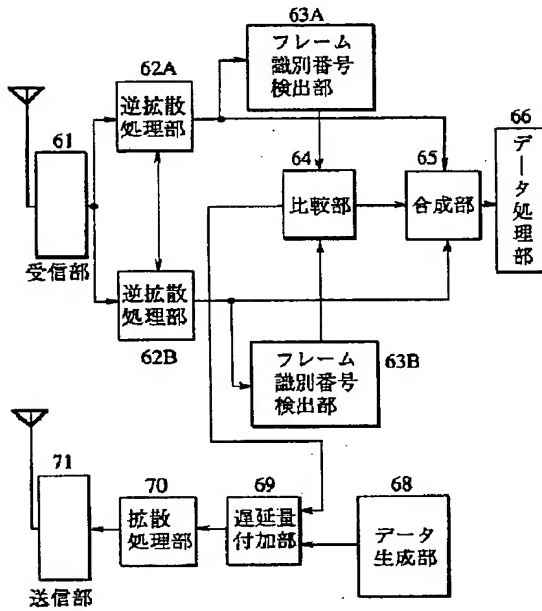 63A
フレーム
識別番号
検出部
62A
逆拡散
処理部
61
受信部
64
比較部
65
合成部
66
データ処理部
逆拡散
処理部
62B
フレーム
識別番号
検出部
63B
71
送信部
70
拡散
処理部
69
遅延量
付加部
68
データ
生成部